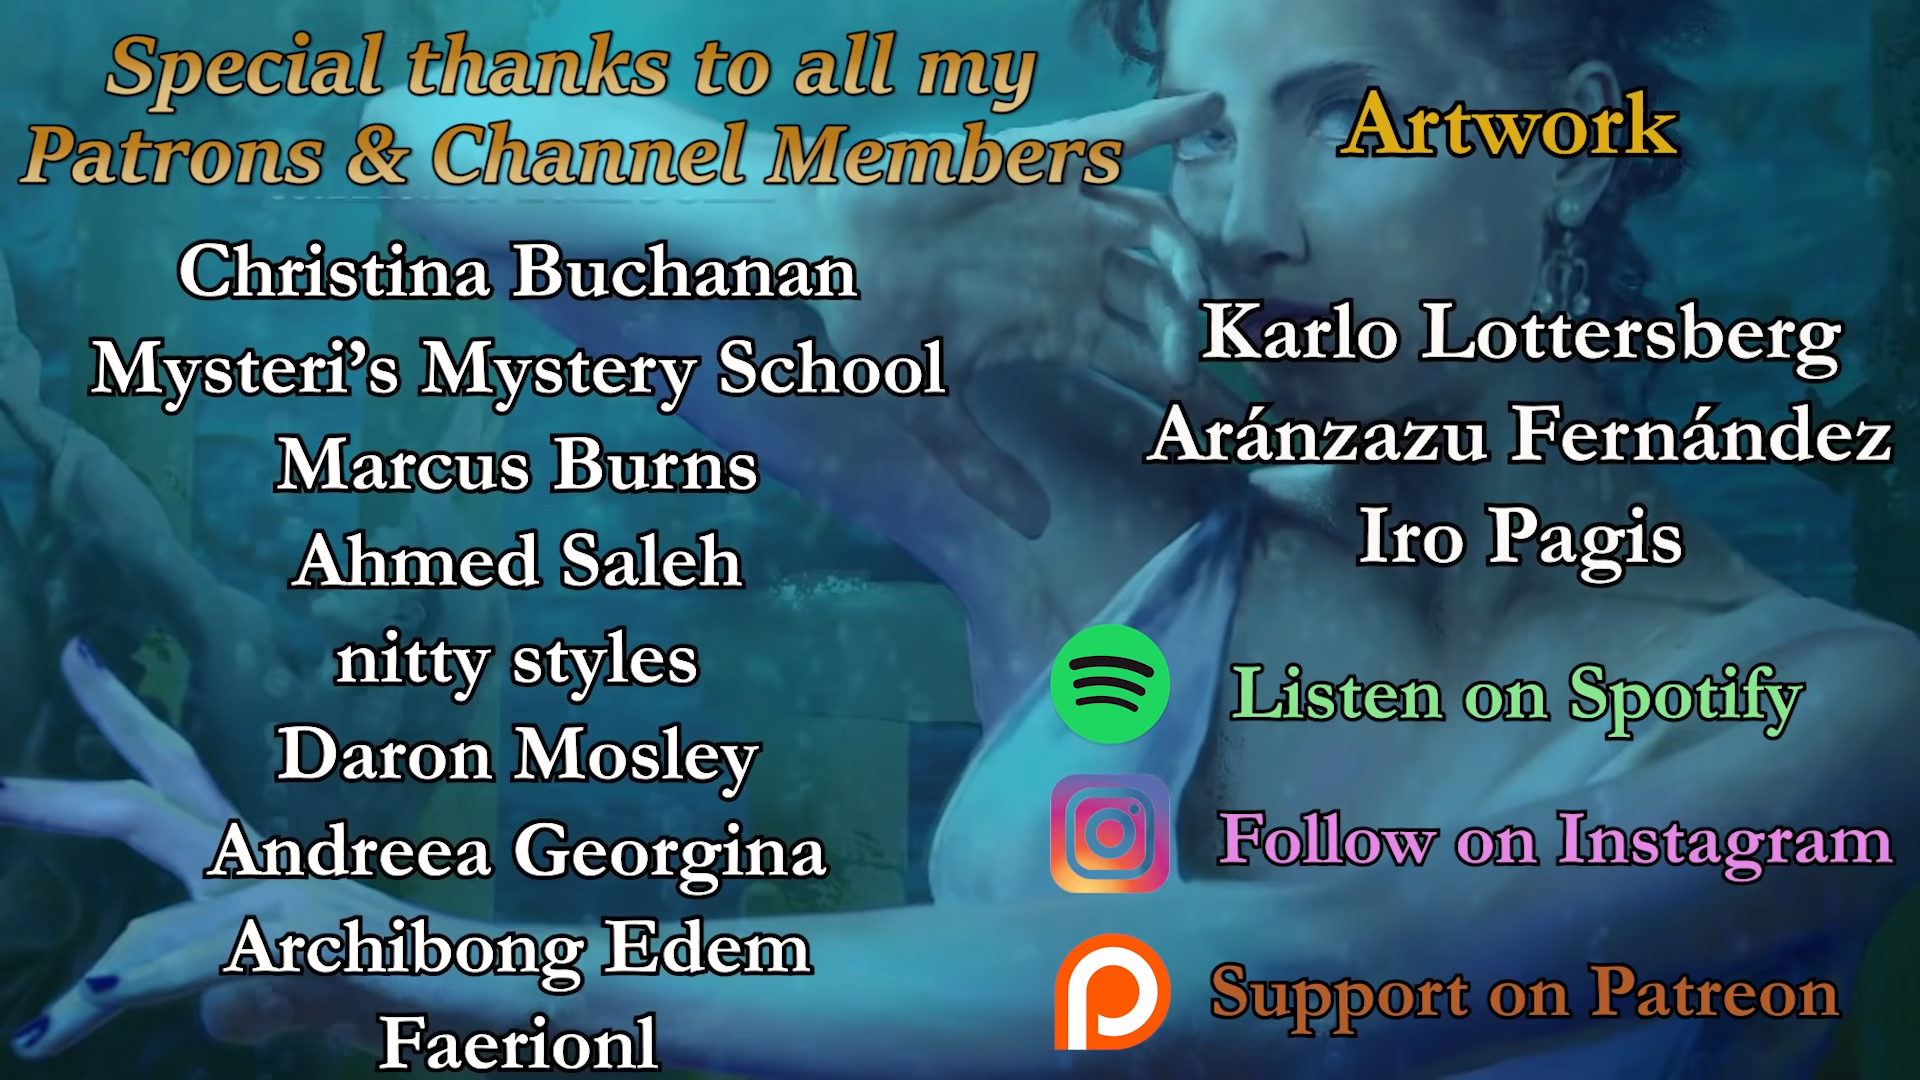 Special thanks to all my
Patrons & Channel Members
Christina Buchanan
Mysteri’s Mystery School
Marcus Burns
Ahmed Saleh
nitty styles
Daron Mosley
Andreea Georgina
Archibong Edem
Faerionl
Artwork
Karlo Lottersberg
Aránzazu Fernández
Iro Pagis
Listen on Spotify
Follow on Instagram
Support on Patreon